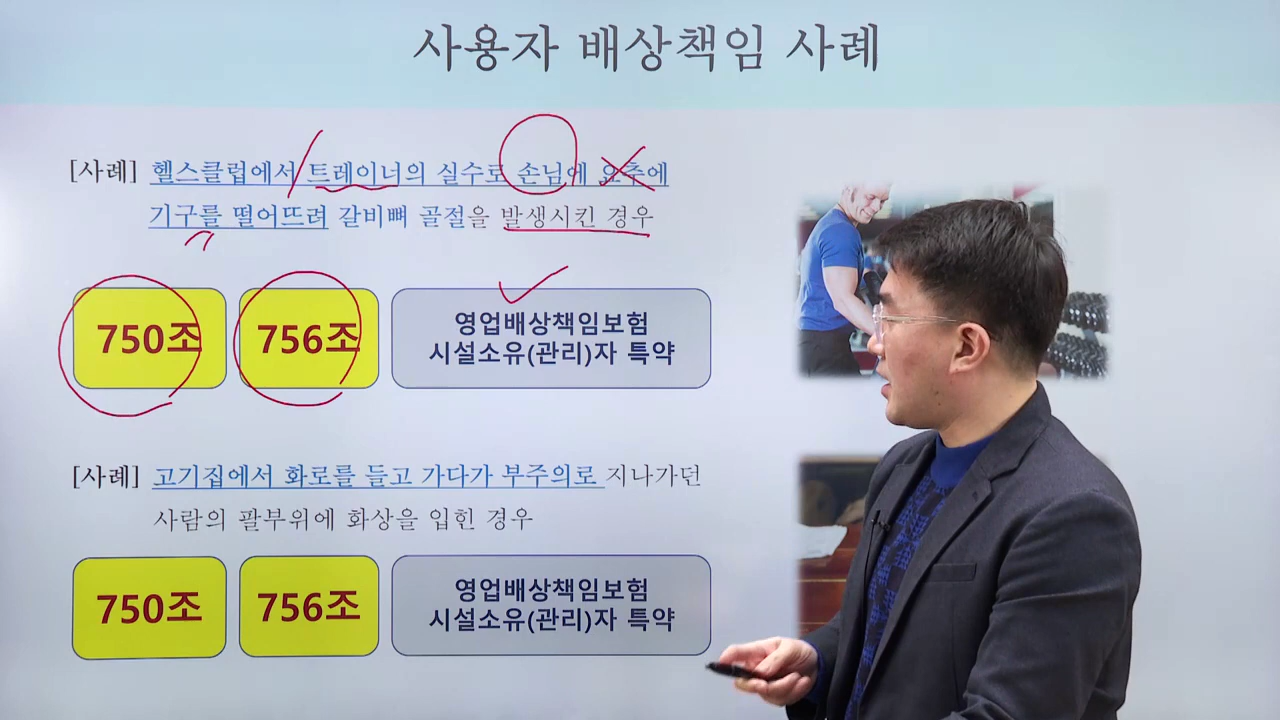 사용자 배상책임 사례
[사례] 헬스클럽에서 트레이너의 실수로 손님에 요추에
기구를 떨어뜨려 갈비뼈 골절을 발생시킨 경우
750조
756조
영업배상책임보험
시설소유(관리)자 특약
[사례] 고기집에서 화로를 들고 가다가 부주의로 지나가던
사람의 팔부위에 화상을 입힌 경우
750조
756조
영업배상책임보험
시설소유(관리)자 특약